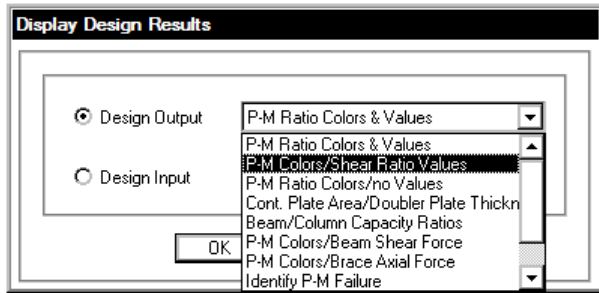 Display Design Results
Design Output
P-M Ratio Colors & Values
P-M Ratio Colors & Values
P-M Colors/Shear Ratio Values
P-M Ratio Colors/no Values
Design Input
Cont. Plate Area/Doubler Plate Thickn
Beam/Column Capacity Ratios
P-M Colors/Beam Shear Force
OK
P-M Colors/Brace Axial Force
Identify P-M Failure